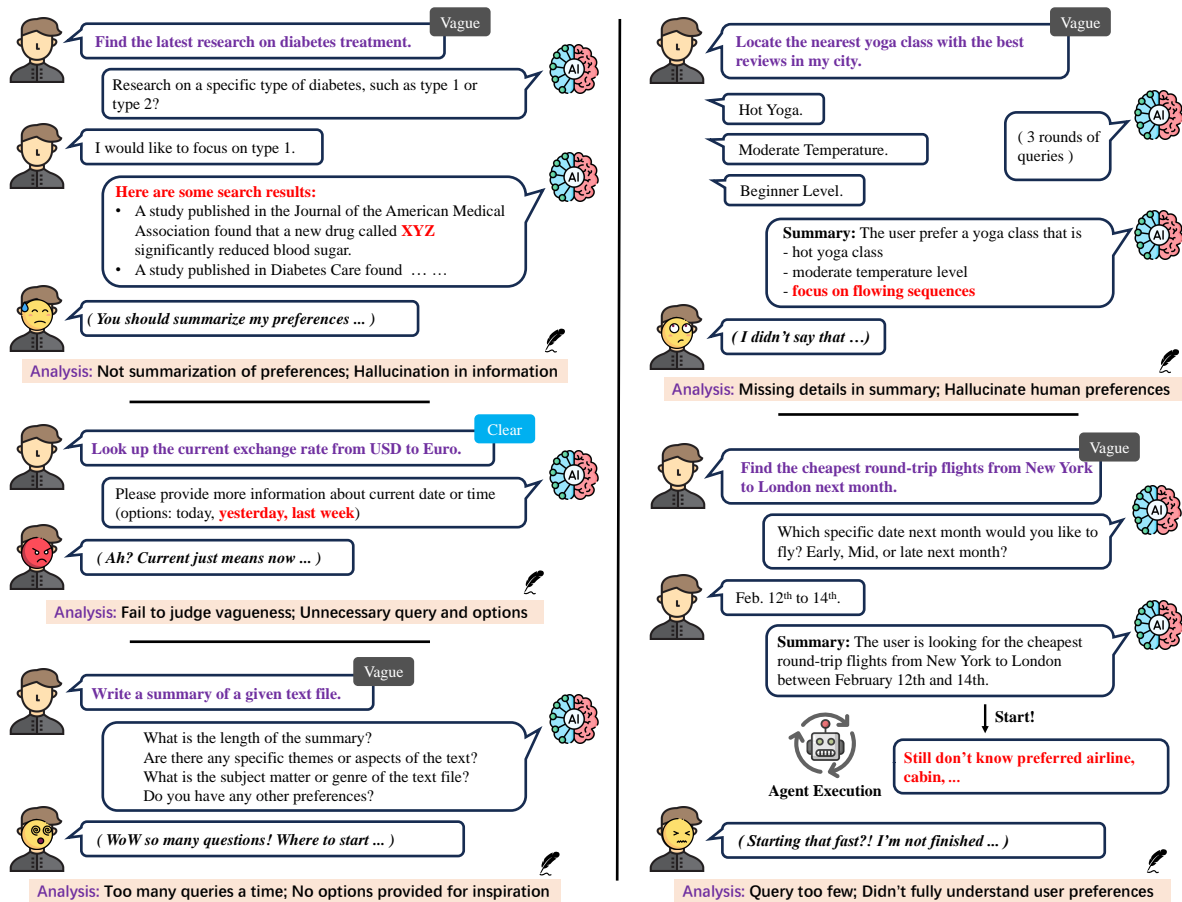 Vague
Find the latest research on diabetes treatment.
AI
Research on a specific type of diabetes, such as type 1 or
type 2?
I would like to focus on type 1.
AI
Here are some search results:
• A study published in the Journal of the American Medical
Association found that a new drug called XYZ
significantly reduced blood sugar.
• A study published in Diabetes Care found … …
( You should summarize my preferences ... )
Analysis: Not summarization of preferences; Hallucination in information
Clear
Look up the current exchange rate from USD to Euro.
AI
Please provide more information about current date or time
(options: today, yesterday, last week)
( Ah? Current just means now ... )
Analysis: Fail to judge vagueness; Unnecessary query and options
Vague
Write a summary of a given text file.
AI
What is the length of the summary?
Are there any specific themes or aspects of the text?
What is the subject matter or genre of the text file?
Do you have any other preferences?
( WoW so many questions! Where to start ... )
Analysis: Too many queries a time; No options provided for inspiration
Vague
Locate the nearest yoga class with the best
reviews in my city.
Hot Yoga.
AI
( 3 rounds of
queries )
Moderate Temperature.
Beginner Level.
AI
Summary: The user prefer a yoga class that is
- hot yoga class
- moderate temperature level
- focus on flowing sequences
( I didn't say that …)
Analysis: Missing details in summary; Hallucinate human preferences
Vague
Find the cheapest round-trip flights from New York
to London next month.
AI
Which specific date next month would you like to
fly? Early, Mid, or late next month?
Feb. 12th to 14th.
AI
Summary: The user is looking for the cheapest
round-trip flights from New York to London
between February 12th and 14th.
Start!
Still don't know preferred airline,
cabin, ...
Agent Execution
( Starting that fast?! I'm not finished ... )
Analysis: Query too few; Didn't fully understand user preferences